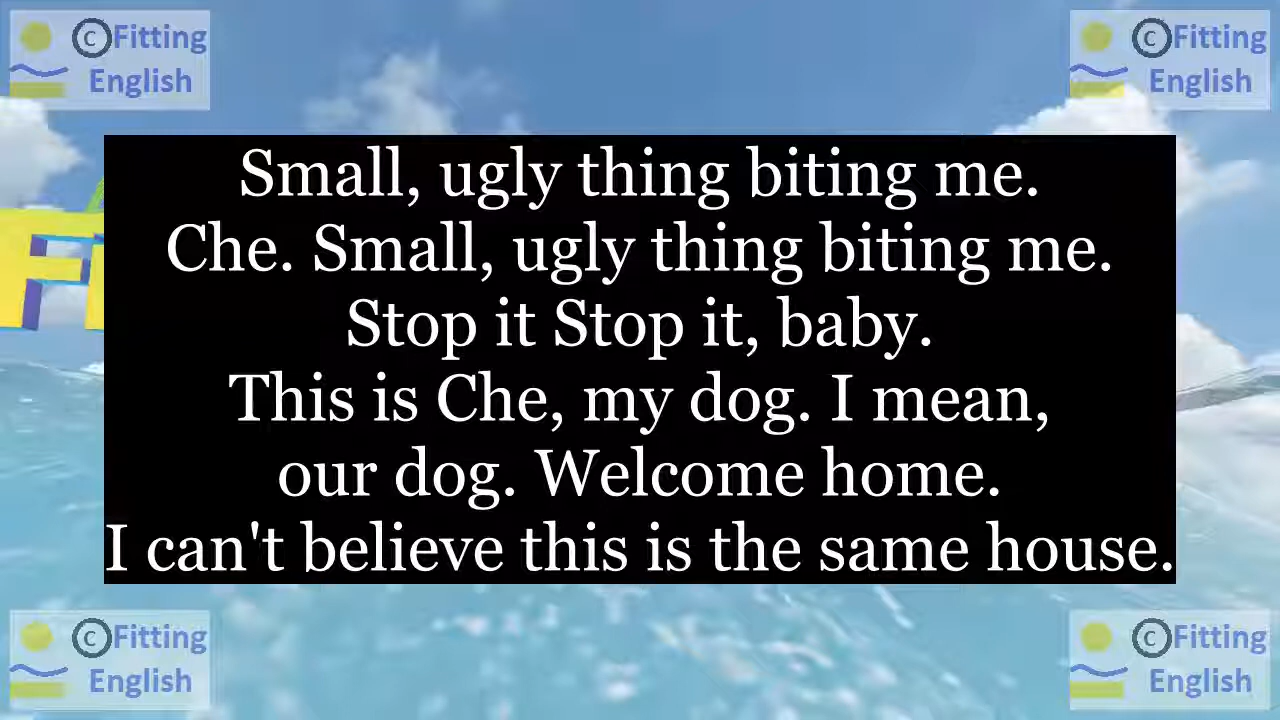 ©Fitting
English
©Fitting
English
Small, ugly thing biting me.
Che. Small, ugly thing biting me.
Stop it Stop it, baby.
This is Che, my dog. I mean,
our dog. Welcome home.
I can't believe this is the same house.
©Fitting
English
©Fitting
English